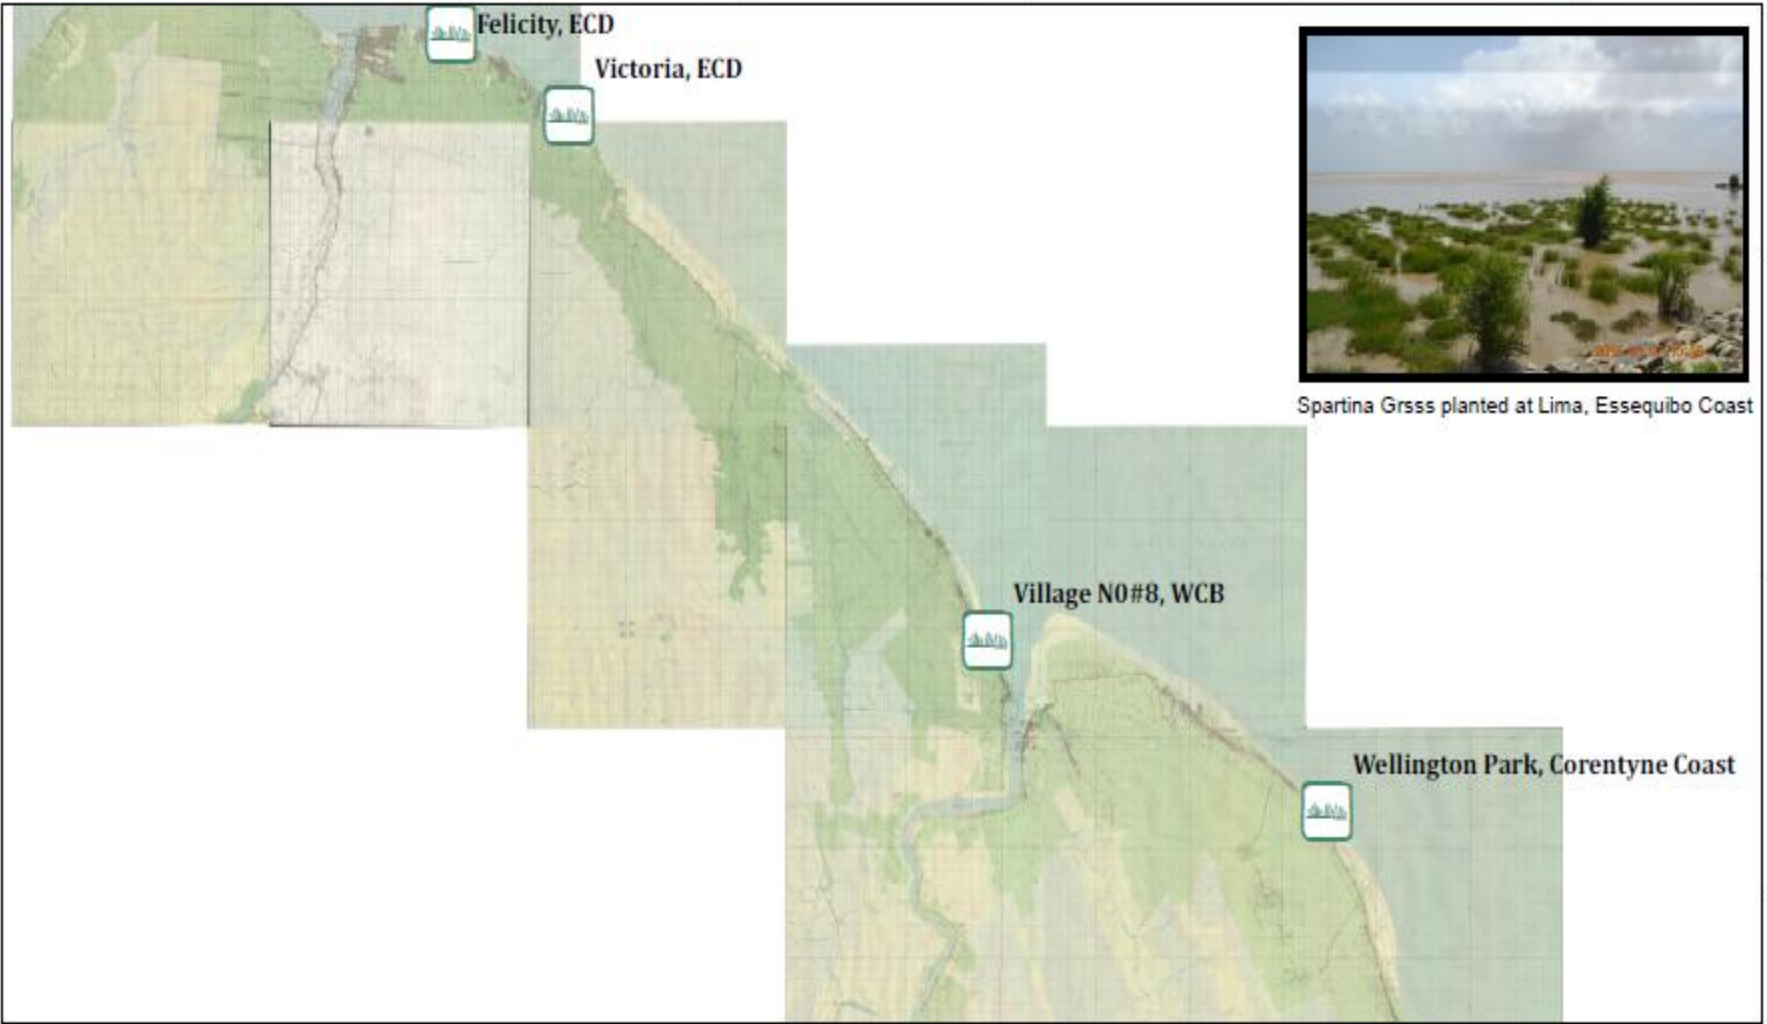 Felicity, ECD
Victoria, ECD
Spartina Grsss planted at Lima, Essequibo Coast
Village N0#8, WCB
Wellington Park, Corentyne Coast